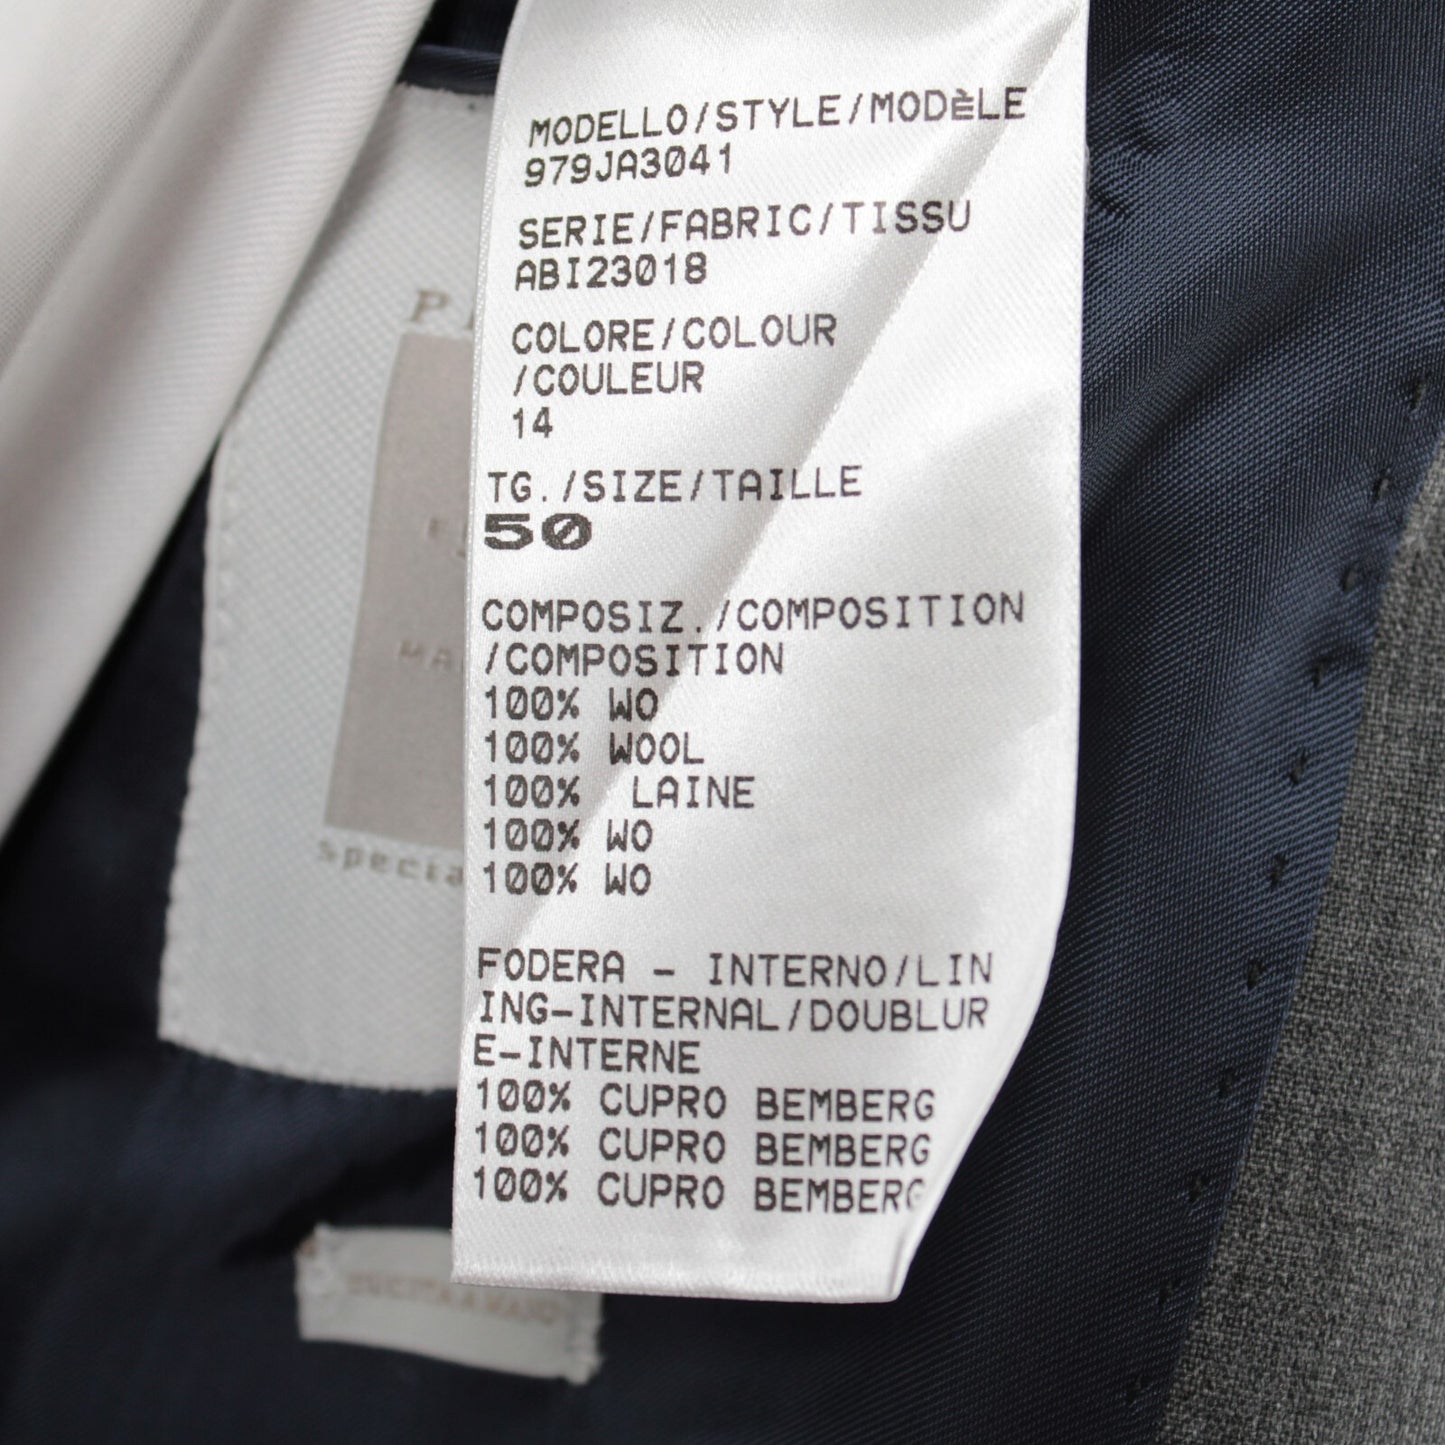 MODELLO/STYLE/MODÈLE
979JA3041
SERIE/FABRIC/TISSU
ABI23018
COLORE/COLOUR
/COULEUR
14
TG./SIZE/TAILLE
50
COMPOSIZ./COMPOSITION
/COMPOSITION
100% WO
100% WOOL
100%  LAINE
100% WO
100% WO
FODERA - INTERNO/LIN
ING-INTERNAL/DOUBLUR
E-INTERNE
100% CUPRO BEMBERG
100% CUPRO BEMBERG
100% CUPRO BEMBERG